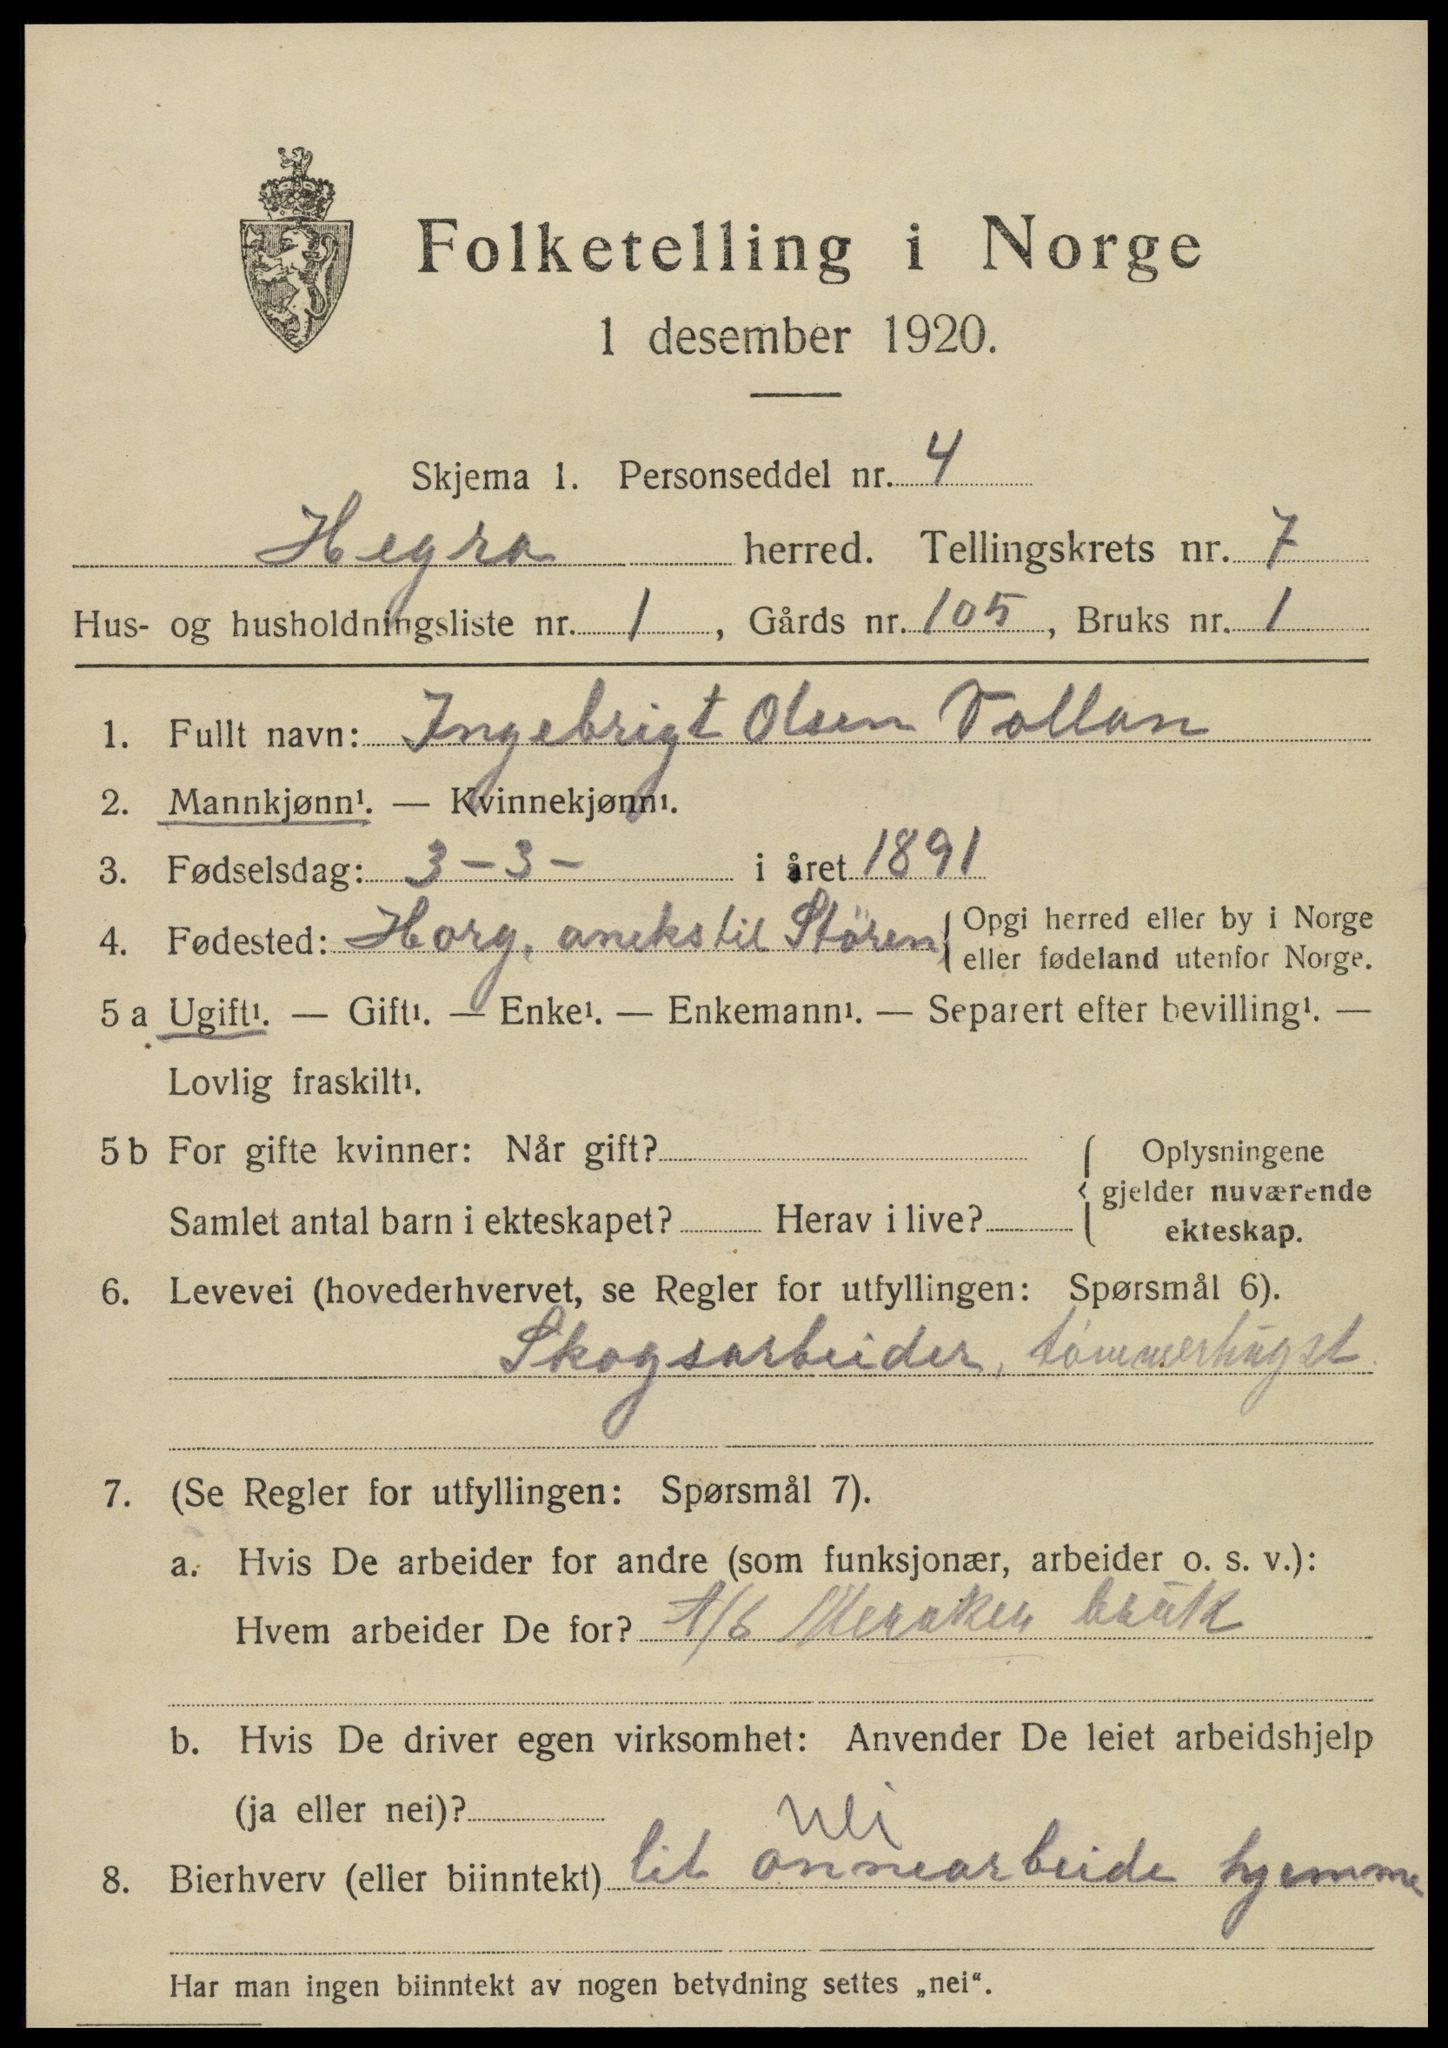 Folketelling i Norge
1 desember 1920.
Skjema 1. Personseddel nr. 4
Hegra herred. Tellingskrets nr. 7
Hus- og husholdningsliste nr. 1, Gårds nr. 105, Bruks nr. 1
1. Fullt navn: Ingebrigt Olsen Vollan
2. Mannkjønn¹. — Kvinnekjønn¹.
3. Fødselsdag: 3-3- i året 1891
4. Fødested: Horg, aneks til Stören { Opgi herred eller by i Norge
eller fødeland utenfor Norge.
5 a Ugift¹. — Gift¹. — Enke¹. — Enkemann¹. — Separert efter bevilling¹. —
Lovlig fraskilt¹.
5 b For gifte kvinner: Når gift? { Oplysningene
gjelder nuværende
Samlet antal barn i ekteskapet? Herav i live? ekteskap.
6. Levevei (hovederhvervet, se Regler for utfyllingen: Spørsmål 6).
Skogsarbeider, tømmerhugst
7. (Se Regler for utfyllingen: Spørsmål 7).
a. Hvis De arbeider for andre (som funksjonær, arbeider o. s. v.):
Hvem arbeider De for? A/S Meraker bruk
b. Hvis De driver egen virksomhet: Anvender De leiet arbeidshjelp
(ja eller nei)?
nei
8. Bierhverv (eller biinntekt) lit onnearbeide hjemme
Har man ingen biinntekt av nogen betydning settes „nei“.